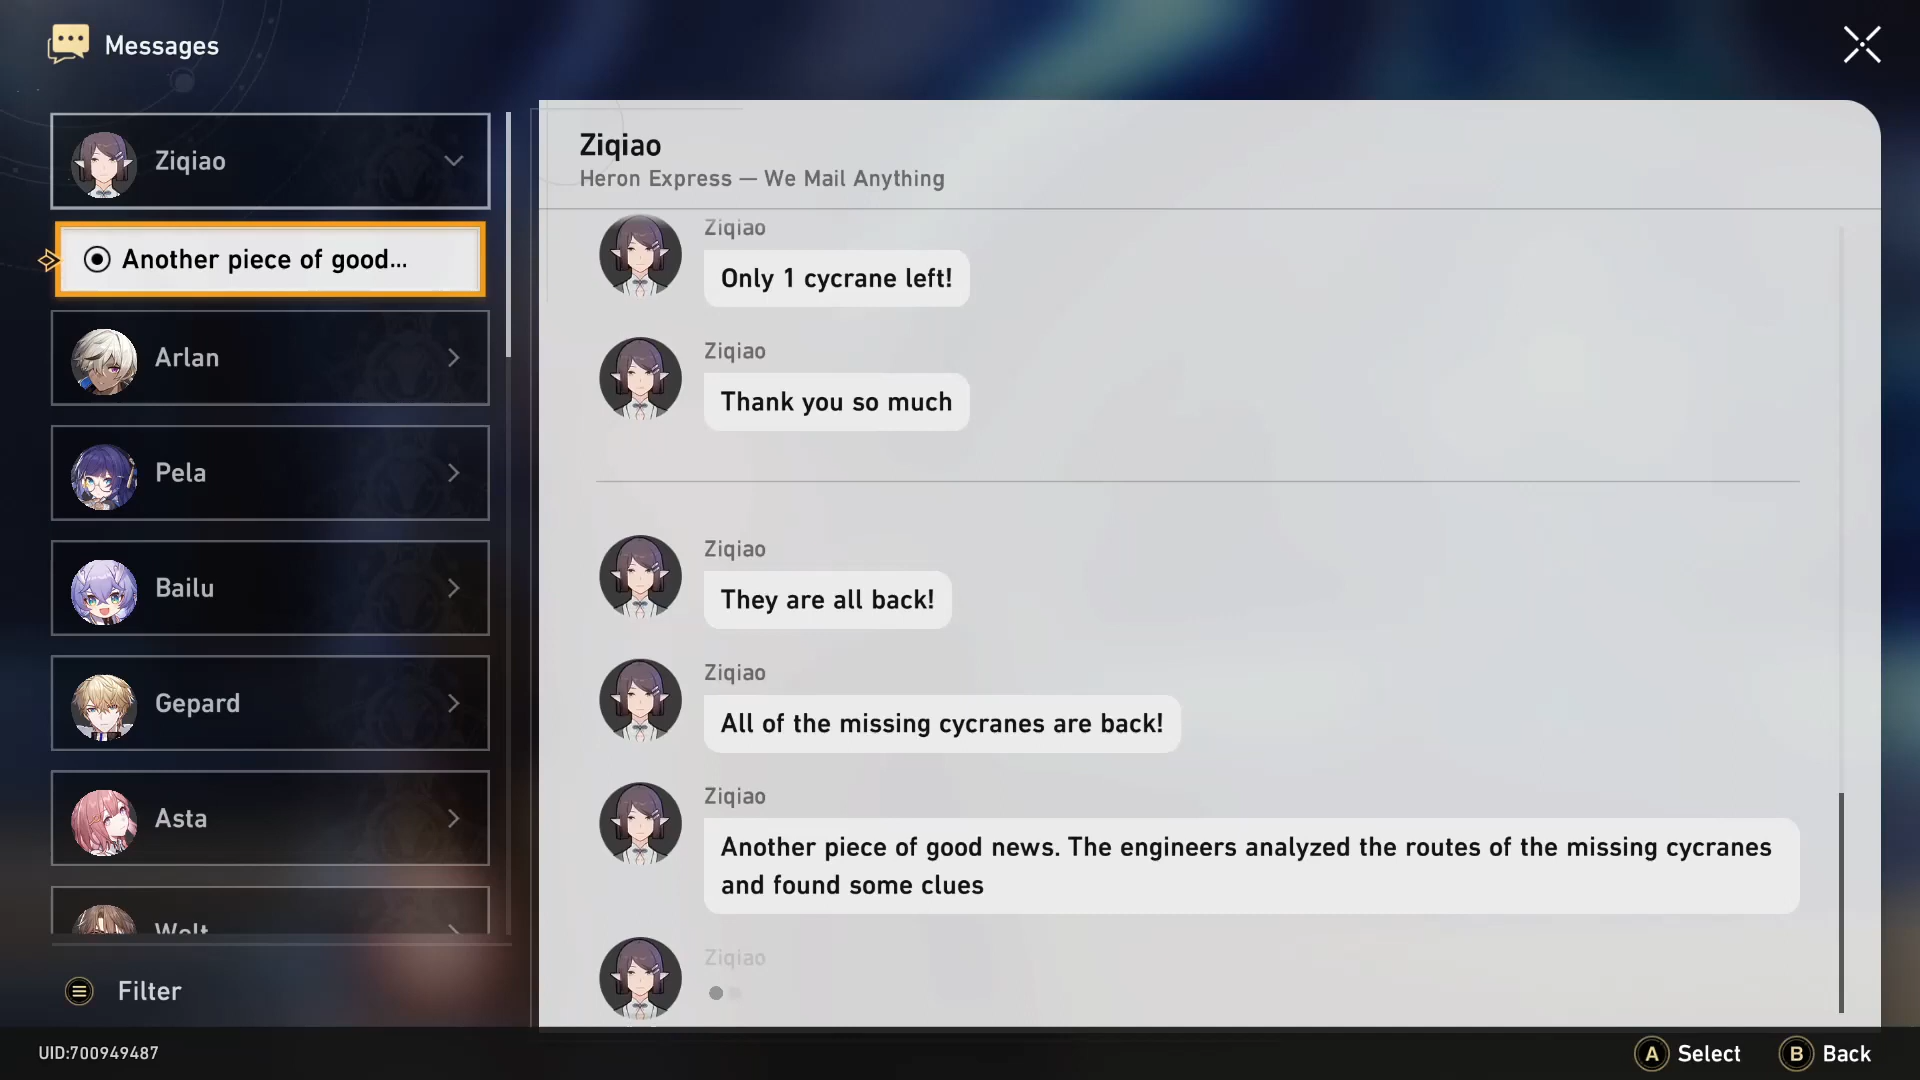 Messages
Ziqiao
Another piece of good...
Arlan
Pela
Bailu
Gepard
Asta
Welt
Filter
Ziqiao
Heron Express — We Mail Anything
Ziqiao
Only 1 cycrane left!
Ziqiao
Thank you so much
Ziqiao
They are all back!
Ziqiao
All of the missing cycranes are back!
Ziqiao
Another piece of good news. The engineers analyzed the routes of the missing cycranes
and found some clues
Ziqiao
UID:700949487
A Select
B Back